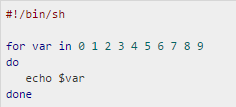 #!/bin/sh

for var in 0 1 2 3 4 5 6 7 8 9
do
   echo $var
done